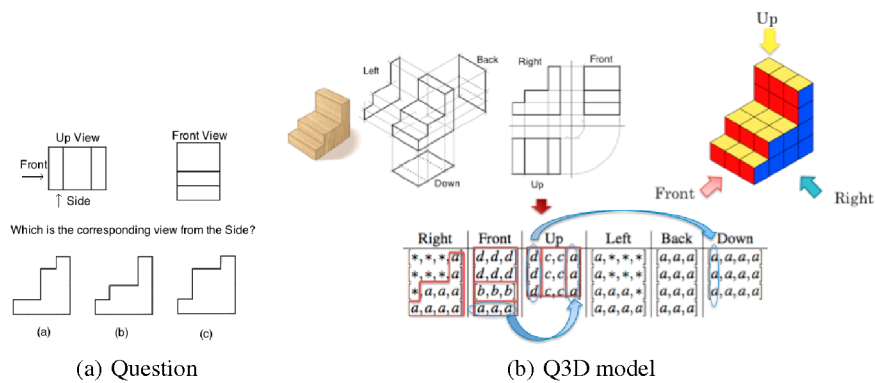 Up View
Front
Side
Front View
Which is the corresponding view from the Side?
(a)
(b)
(c)
(a) Question
Left
Back
Down
Right
Front
Up
Up
Front
Right
Right Front Up Left Back Down
*,*,*,a d,d,d d,c,c,a a,*,*,* a,a,a a,a,a,a
*,*,*,a d,d,d d,c,c,a a,*,*,* a,a,a a,a,a,a
*,a,a,a b,b,b d,c,c,a a,a,a,* a,a,a a,a,a,a
a,a,a,a a,a,a a,a,a,a a,a,a
(b) Q3D model